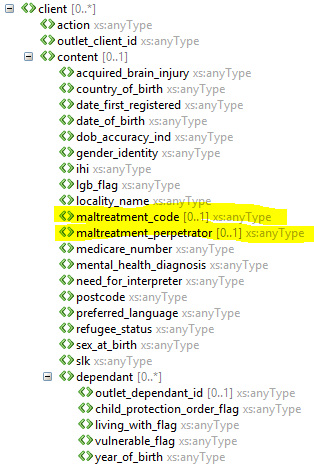 client [0..*]
action xs:anyType
outlet_client_id xs:anyType
content [0..1]
acquired_brain_injury xs:anyType
country_of_birth xs:anyType
date_first_registered xs:anyType
date_of_birth xs:anyType
dob_accuracy_ind xs:anyType
gender_identity xs:anyType
ihi xs:anyType
lgb_flag xs:anyType
locality_name xs:anyType
maltreatment_code [0..1] xs:anyType
maltreatment_perpetrator [0..1] xs:anyType
medicare_number xs:anyType
mental_health_diagnosis xs:anyType
need_for_interpreter xs:anyType
postcode xs:anyType
preferred_language xs:anyType
refugee_status xs:anyType
sex_at_birth xs:anyType
slk xs:anyType
dependant [0..*]
outlet_dependant_id [0..1] xs:anyType
child_protection_order_flag xs:anyType
living_with_flag xs:anyType
vulnerable_flag xs:anyType
year_of_birth xs:anyType